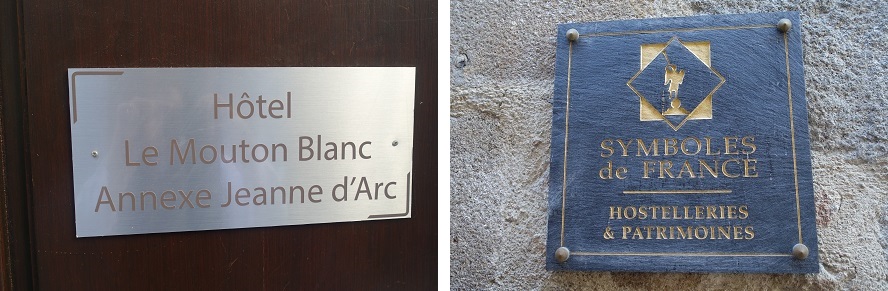 Hôtel
Le Mouton Blanc
Annexe Jeanne d'Arc
SYMBOLES
de FRANCE
HOSTELLERIES
& PATRIMOINES